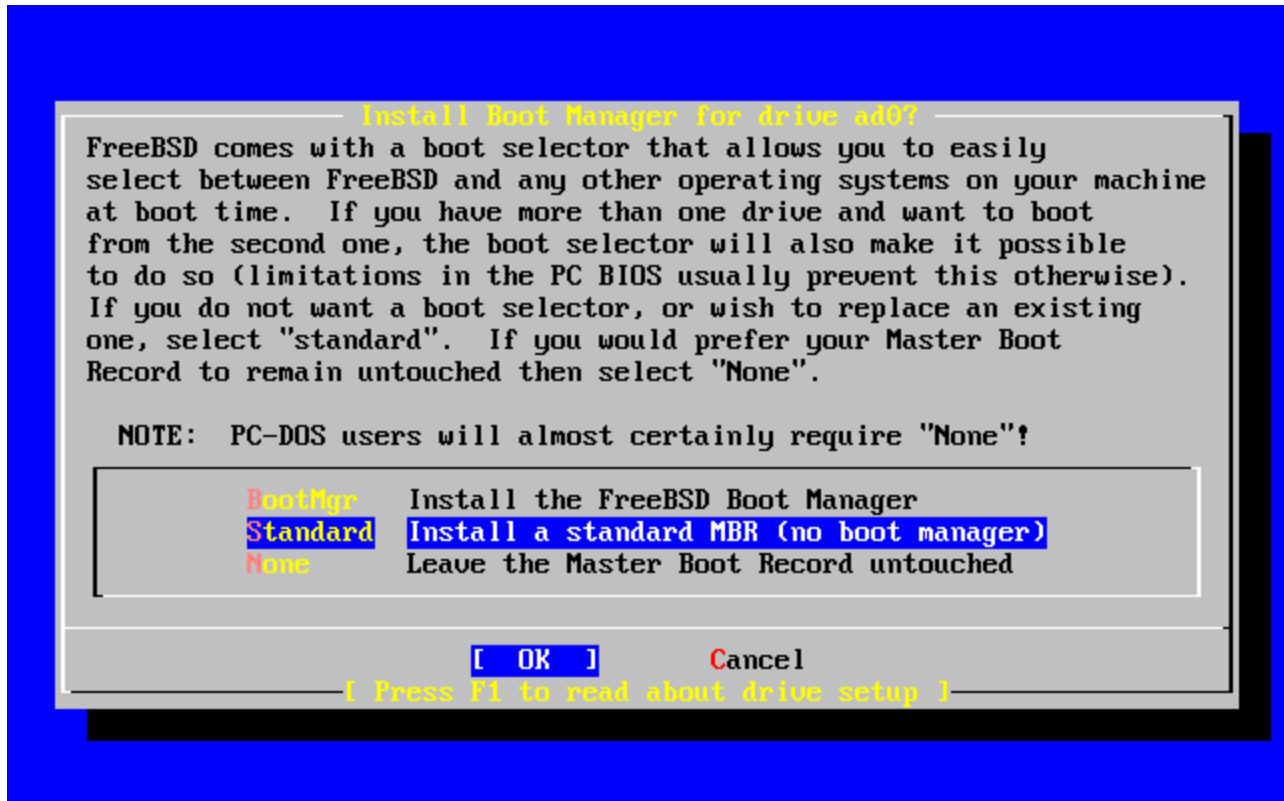 Install Boot Manager for drive ad0?
FreeBSD comes with a boot selector that allows you to easily
select between FreeBSD and any other operating systems on your machine
at boot time.  If you have more than one drive and want to boot
from the second one, the boot selector will also make it possible
to do so (limitations in the PC BIOS usually prevent this otherwise).
If you do not want a boot selector, or wish to replace an existing
one, select "standard".  If you would prefer your Master Boot
Record to remain untouched then select "None".
NOTE:  PC-DOS users will almost certainly require "None"!
BootMgr   Install the FreeBSD Boot Manager
Standard  Install a standard MBR (no boot manager)
None      Leave the Master Boot Record untouched
[  OK  ]       Cancel
[ Press F1 to read about drive setup ]